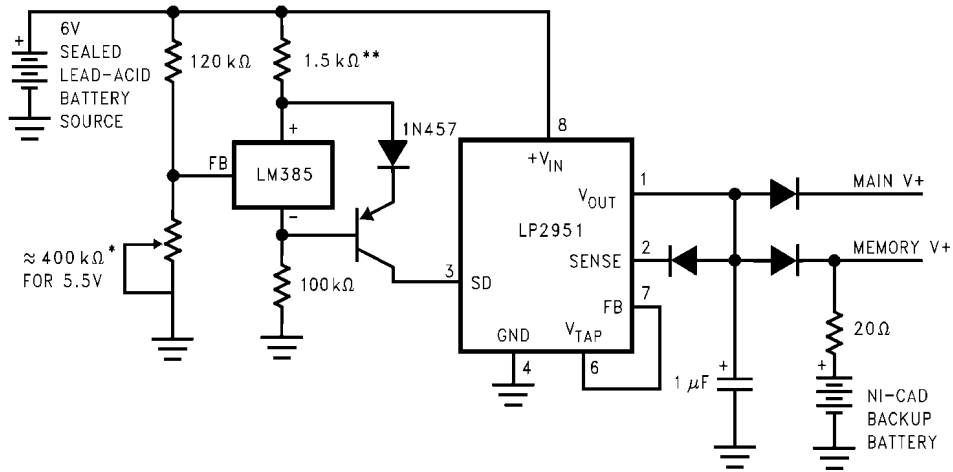 6V
SEALED
LEAD-ACID
BATTERY
SOURCE
+
120 kΩ
1.5 kΩ**
1N457
FB
+
LM385
−
≈ 400 kΩ*
FOR 5.5V
100kΩ
8
+VIN
1
VOUT
MAIN V+
LP2951
2
SENSE
MEMORY V+
3
SD
7
FB
GND
VTAP
4
6
20Ω
+
1 μF
+
NI-CAD
BACKUP
BATTERY